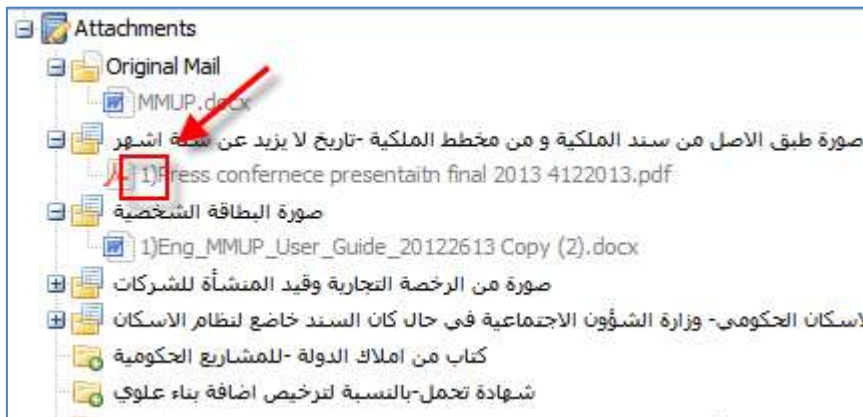 Attachments
Original Mail
MMUP.docx
صورة طبق الاصل من سند الملكية و من مخطط الملكية -تاريخ لا يزيد عن ستة اشهر
1)Press confernece presentaitn final 2013 4122013.pdf
صورة البطاقة الشخصية
1)Eng_MMUP_User_Guide_20122613 Copy (2).docx
صورة من الرخصة التجارية وقيد المنشأة للشركات
الاسكان الحكومي- وزارة الشؤون الاجتماعية في حال كان السند خاضع لنظام الاسكان
كتاب من املاك الدولة -للمشاريع الحكومية
شهادة تحمل-بالنسبة لترخيص اضافة بناء علوي